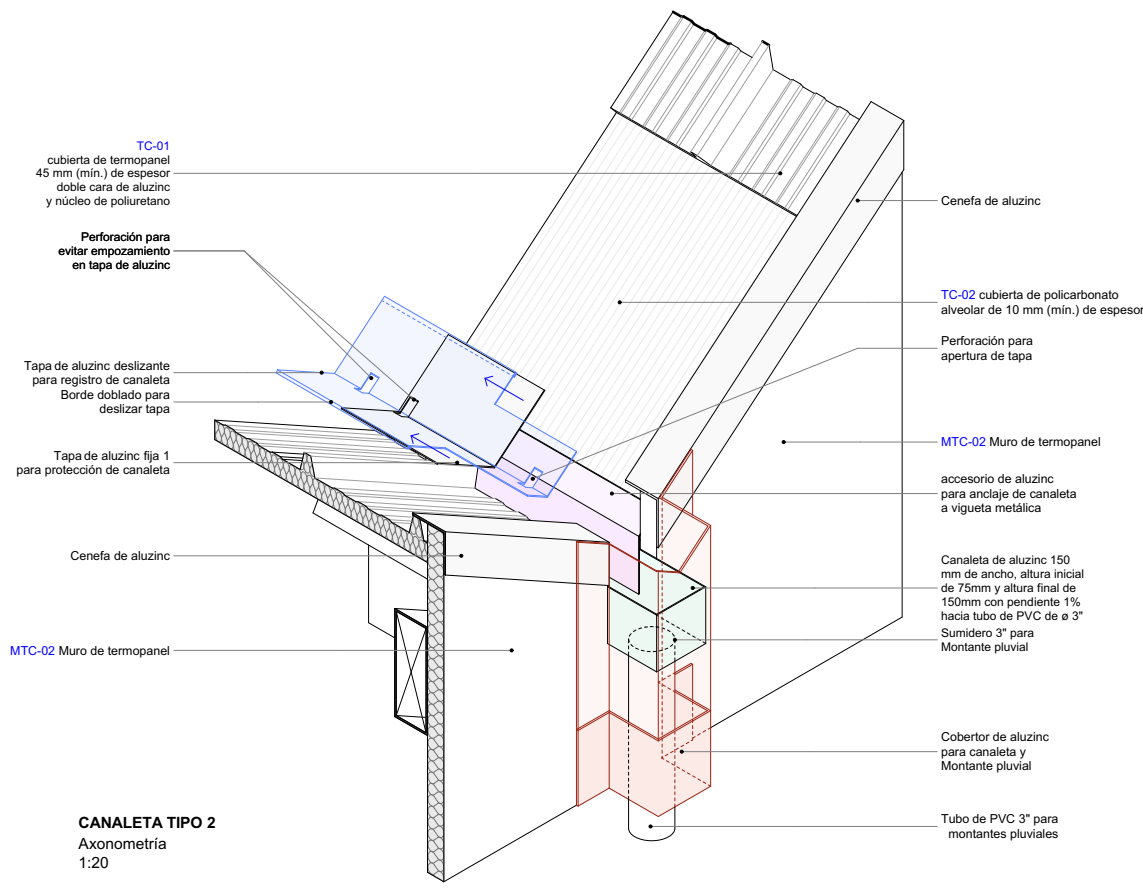 TC-01
cubierta de termopanel
45 mm (mín.) de espesor
doble cara de aluzinc
y núcleo de poliuretano
Perforación para
evitar empozamiento
en tapa de aluzinc
Tapa de aluzinc deslizante
para registro de canaleta
Borde doblado para
deslizar tapa
Tapa de aluzinc fija 1
para protección de canaleta
Cenefa de aluzinc
MTC-02 Muro de termopanel
CANALETA TIPO 2
Axonometría
1:20
Cenefa de aluzinc
TC-02 cubierta de policarbonato
alveolar de 10 mm (mín.) de espesor
Perforación para
apertura de tapa
MTC-02 Muro de termopanel
accesorio de aluzinc
para anclaje de canaleta
a vigueta metálica
Canaleta de aluzinc 150
mm de ancho, altura inicial
de 75mm y altura final de
150mm con pendiente 1%
hacia tubo de PVC de ø 3"
Sumidero 3" para
Montante pluvial
Cobertor de aluzinc
para canaleta y
Montante pluvial
Tubo de PVC 3" para
montantes pluviales